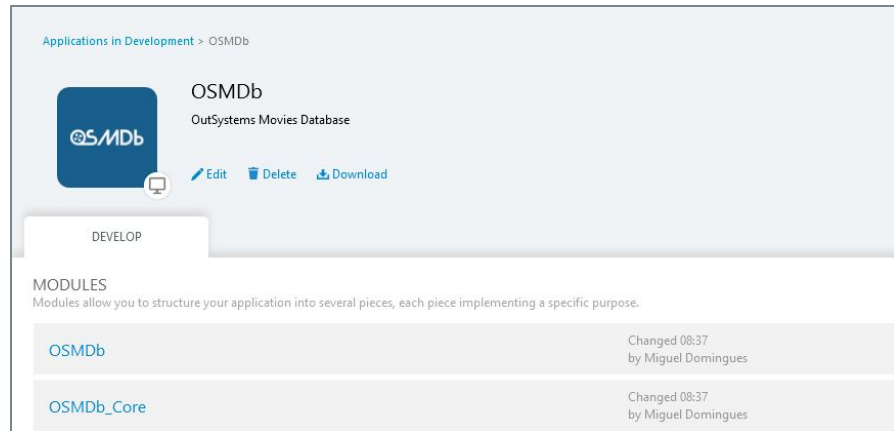 Applications in Development > OSMDb
OSMDb
OutSystems Movies Database
OSMDb
Edit Delete Download
DEVELOP
MODULES
Modules allow you to structure your application into several pieces, each piece implementing a specific purpose.
OSMDb
Changed 08:37
by Miguel Domingues
OSMDb_Core
Changed 08:37
by Miguel Domingues